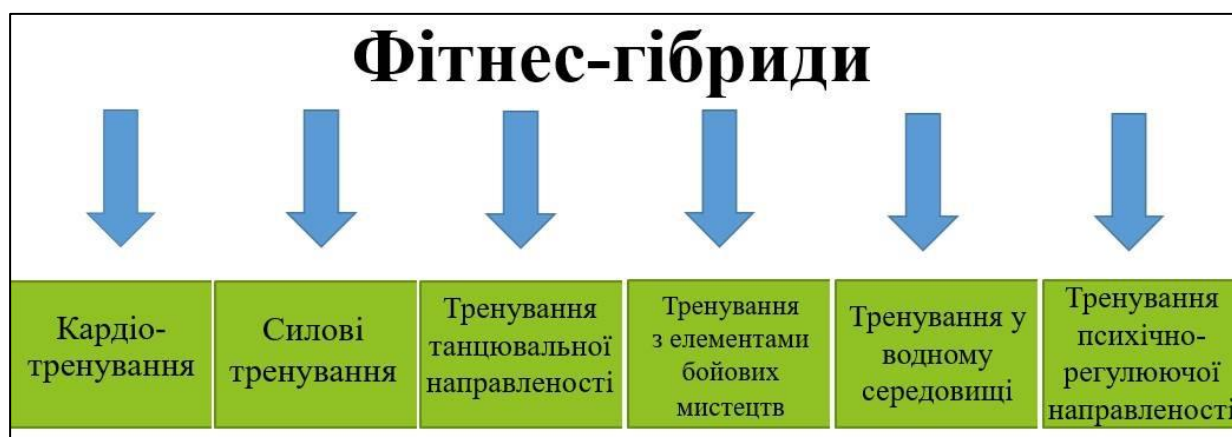 Фітнес-гібриди
Кардіо-
тренування
Силові
тренування
Тренування
танцювальної
направленості
Тренування
з елементами
бойових
мистецтв
Тренування у
водному
середовищі
Тренування
психічно-
регулюючої
направленості